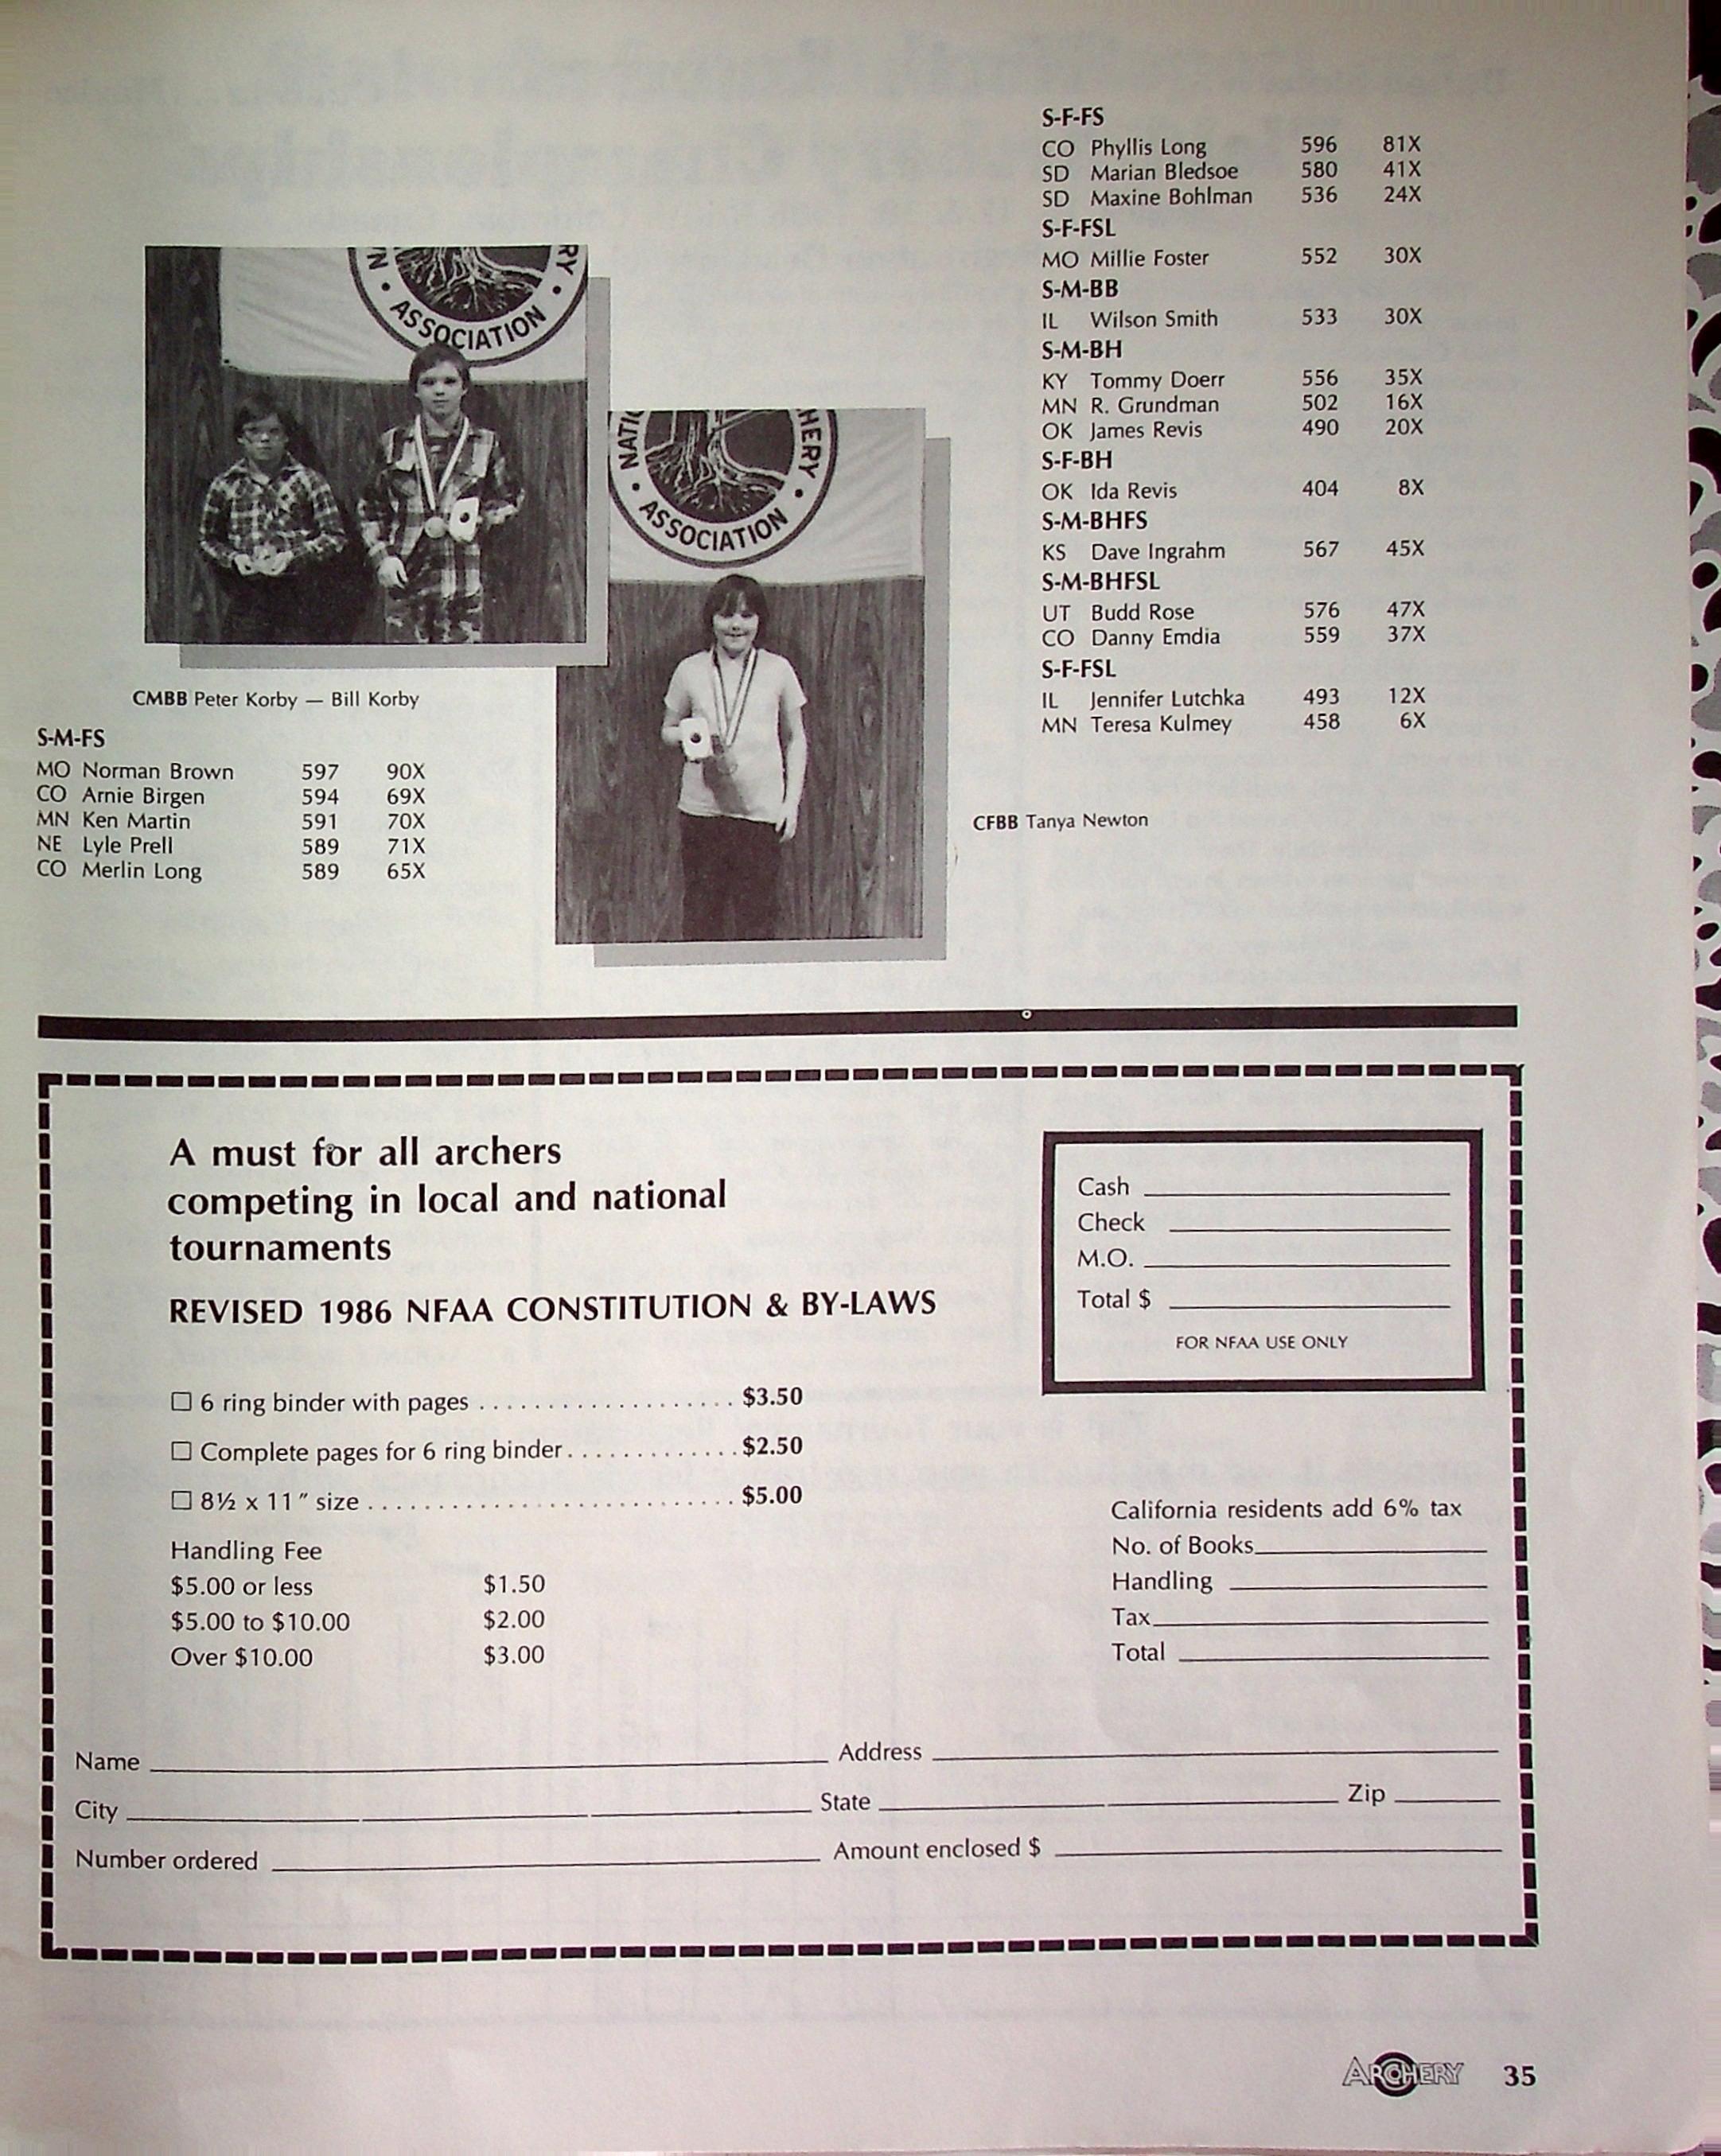 N • ASSOCIATION • RY
CMBB Peter Korby — Bill Korby
S-M-FS
MO Norman Brown 597 90X
CO Arnie Birgen 594 69X
MN Ken Martin 591 70X
NE Lyle Prell 589 71X
CO Merlin Long 589 65X
NATIO • ASSOCIATION • HERY
CFBB Tanya Newton
S-F-FS
CO Phyllis Long 596 81X
SD Marian Bledsoe 580 41X
SD Maxine Bohlman 536 24X
S-F-FSL
MO Millie Foster 552 30X
S-M-BB
IL Wilson Smith 533 30X
S-M-BH
KY Tommy Doerr 556 35X
MN R. Grundman 502 16X
OK James Revis 490 20X
S-F-BH
OK Ida Revis 404 8X
S-M-BHFS
KS Dave Ingrahm 567 45X
S-M-BHFSL
UT Budd Rose 576 47X
CO Danny Emdia 559 37X
S-F-FSL
IL Jennifer Lutchka 493 12X
MN Teresa Kulmey 458 6X
A must for all archers
competing in local and national
tournaments
REVISED 1986 NFAA CONSTITUTION & BY-LAWS
☐ 6 ring binder with pages . . . . . . . . . . . . . . . . . . . $3.50
☐ Complete pages for 6 ring binder. . . . . . . . . . . . . $2.50
☐ 8½ x 11" size . . . . . . . . . . . . . . . . . . . . . . . . . . . $5.00
Handling Fee
$5.00 or less $1.50
$5.00 to $10.00 $2.00
Over $10.00 $3.00
Cash
Check
M.O.
Total $
FOR NFAA USE ONLY
California residents add 6% tax
No. of Books
Handling
Tax
Total
Name Address
City State Zip
Number ordered Amount enclosed $
ARCHERY 35